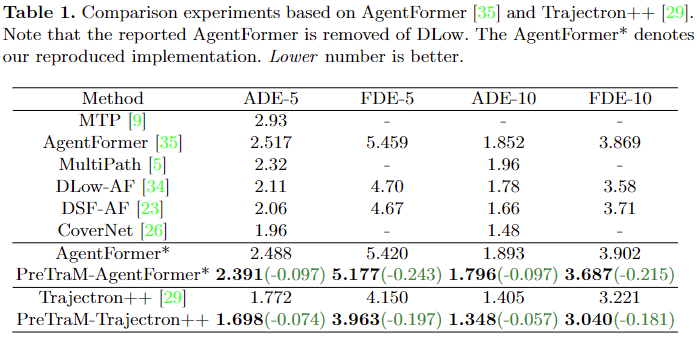 Table 1. Comparison experiments based on AgentFormer [35] and Trajectron++ [29].
Note that the reported AgentFormer is removed of DLow. The AgentFormer* denotes
our reproduced implementation. Lower number is better.
Method ADE-5 FDE-5 ADE-10 FDE-10
MTP [9] 2.93 - - -
AgentFormer [35] 2.517 5.459 1.852 3.869
MultiPath [5] 2.32 - 1.96 -
DLow-AF [34] 2.11 4.70 1.78 3.58
DSF-AF [23] 2.06 4.67 1.66 3.71
CoverNet [26] 1.96 - 1.48 -
AgentFormer* 2.488 5.420 1.893 3.902
PreTraM-AgentFormer* 2.391(-0.097) 5.177(-0.243) 1.796(-0.097) 3.687(-0.215)
Trajectron++ [29] 1.772 4.150 1.405 3.221
PreTraM-Trajectron++ 1.698(-0.074) 3.963(-0.197) 1.348(-0.057) 3.040(-0.181)